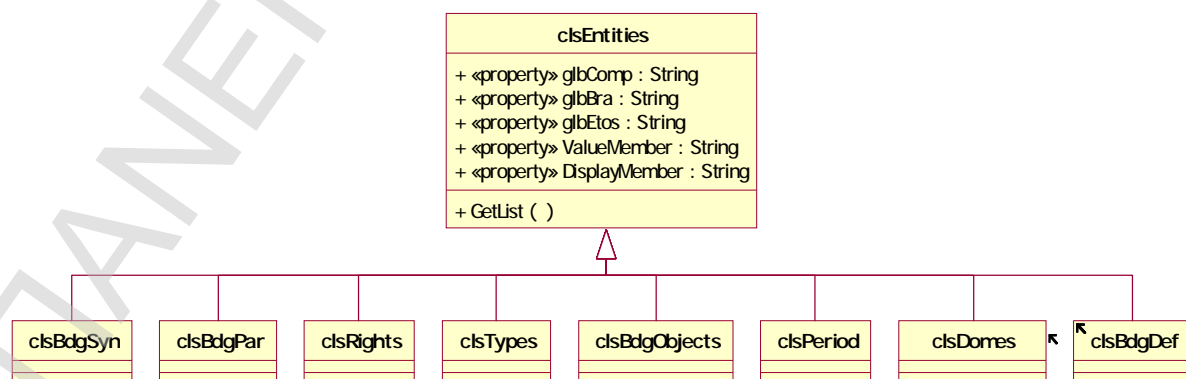 clsEntities
+ «property» glbComp : String
+ «property» glbBra : String
+ «property» glbEtos : String
+ «property» ValueMember : String
+ «property» DisplayMember : String
+ GetList ( )
clsBdgSyn clsBdgPar clsRights clsTypes clsBdgObjects clsPeriod clsDomes clsBdgDef